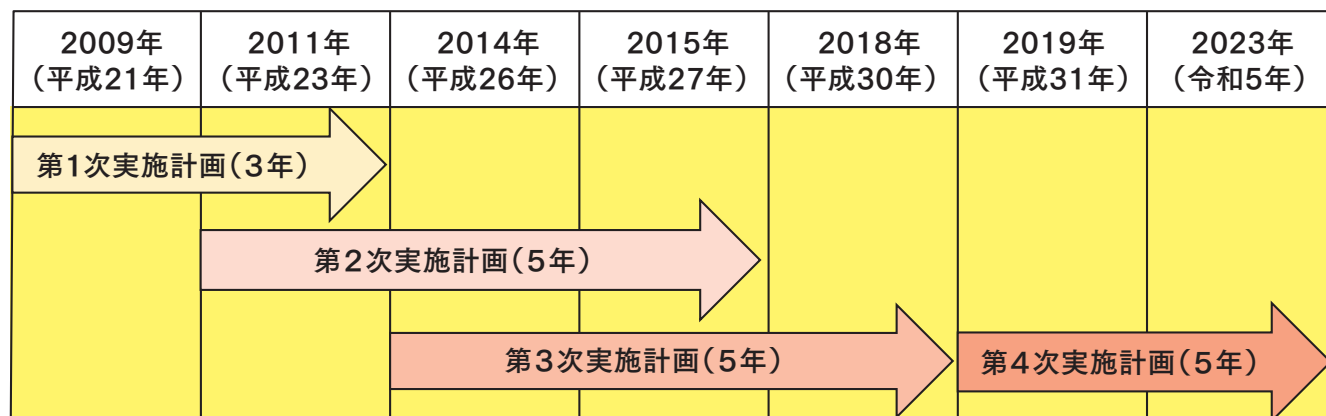 2009年
(平成21年)
2011年
(平成23年)
2014年
(平成26年)
2015年
(平成27年)
2018年
(平成30年)
2019年
(平成31年)
2023年
(令和5年)
第1次実施計画(3年)
第2次実施計画(5年)
第3次実施計画(5年)
第4次実施計画(5年)